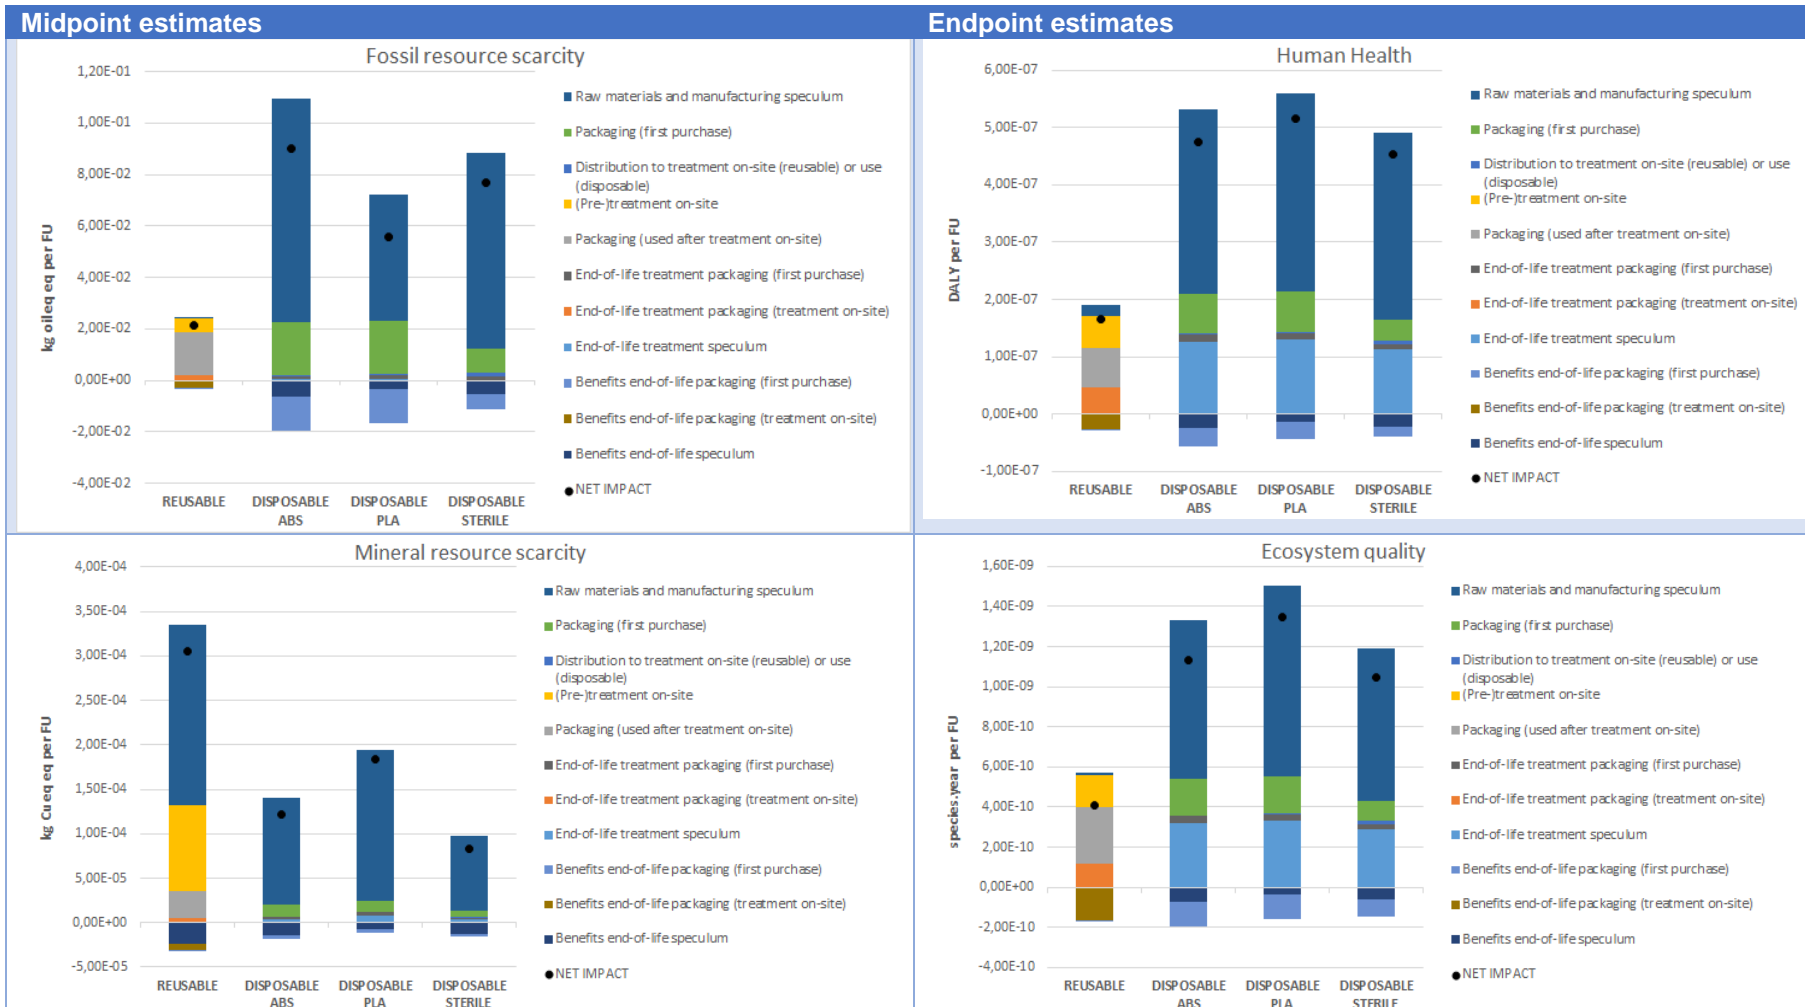 Midpoint estimates
Endpoint estimates
Fossil resource scarcity
1,20E-01
1,00E-01
8,00E-02
6,00E-02
4,00E-02
2,00E-02
0,00E+00
-2,00E-02
-4,00E-02
kg oileq eq per FU
REUSABLE
DISPOSABLE
ABS
DISPOSABLE
PLA
DISPOSABLE
STERILE
Raw materials and manufacturing speculum
Packaging (first purchase)
Distribution to treatment on-site (reusable) or use
(disposable)
(Pre-)treatment on-site
Packaging (used after treatment on-site)
End-of-life treatment packaging (first purchase)
End-of-life treatment packaging (treatment on-site)
End-of-life treatment speculum
Benefits end-of-life packaging (first purchase)
Benefits end-of-life packaging (treatment on-site)
Benefits end-of-life speculum
NET IMPACT
Human Health
6,00E-07
5,00E-07
4,00E-07
3,00E-07
2,00E-07
1,00E-07
0,00E+00
-1,00E-07
DALY per FU
REUSABLE
DISPOSABLE
ABS
DISPOSABLE
PLA
DISPOSABLE
STERILE
Raw materials and manufacturing speculum
Packaging (first purchase)
Distribution to treatment on-site (reusable) or use
(disposable)
(Pre-)treatment on-site
Packaging (used after treatment on-site)
End-of-life treatment packaging (first purchase)
End-of-life treatment packaging (treatment on-site)
End-of-life treatment speculum
Benefits end-of-life packaging (first purchase)
Benefits end-of-life packaging (treatment on-site)
Benefits end-of-life speculum
NET IMPACT
Mineral resource scarcity
4,00E-04
3,50E-04
3,00E-04
2,50E-04
2,00E-04
1,50E-04
1,00E-04
5,00E-05
0,00E+00
-5,00E-05
kg Cu eq eq per FU
REUSABLE
DISPOSABLE
ABS
DISPOSABLE
PLA
DISPOSABLE
STERILE
Raw materials and manufacturing speculum
Packaging (first purchase)
Distribution to treatment on-site (reusable) or use
(disposable)
(Pre-)treatment on-site
Packaging (used after treatment on-site)
End-of-life treatment packaging (first purchase)
End-of-life treatment packaging (treatment on-site)
End-of-life treatment speculum
Benefits end-of-life packaging (first purchase)
Benefits end-of-life packaging (treatment on-site)
Benefits end-of-life speculum
NET IMPACT
Ecosystem quality
1,60E-09
1,40E-09
1,20E-09
1,00E-09
8,00E-10
6,00E-10
4,00E-10
2,00E-10
0,00E+00
-2,00E-10
-4,00E-10
species.year per FU
REUSABLE
DISPOSABLE
ABS
DISPOSABLE
PLA
DISPOSABLE
STERILE
Raw materials and manufacturing speculum
Packaging (first purchase)
Distribution to treatment on-site (reusable) or use
(disposable)
(Pre-)treatment on-site
Packaging (used after treatment on-site)
End-of-life treatment packaging (first purchase)
End-of-life treatment packaging (treatment on-site)
End-of-life treatment speculum
Benefits end-of-life packaging (first purchase)
Benefits end-of-life packaging (treatment on-site)
Benefits end-of-life speculum
NET IMPACT